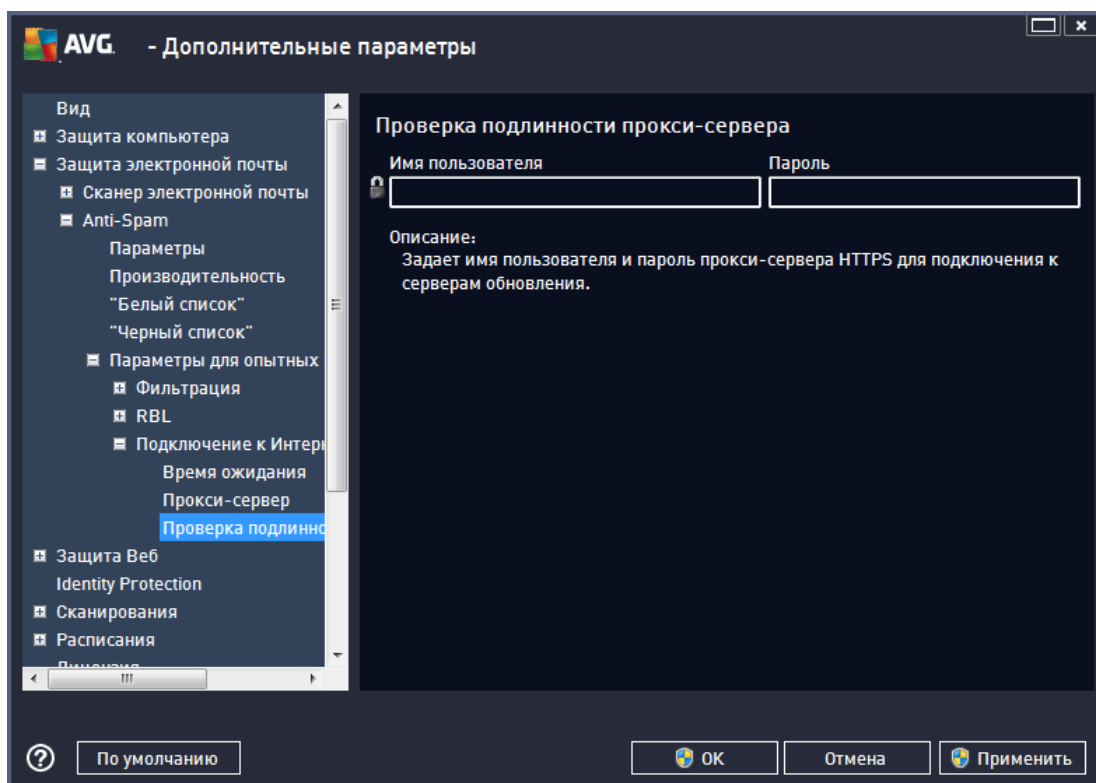 AVG. - Дополнительные параметры
Вид
Защита компьютера
Защита электронной почты
Сканер электронной почты
Anti-Spam
Параметры
Производительность
"Белый список"
"Черный список"
Параметры для опытных
Фильтрация
RBL
Подключение к Интерн
Время ожидания
Прокси-сервер
Проверка подлинно
Защита Веб
Identity Protection
Сканирования
Расписания
Лицензия
Проверка подлинности прокси-сервера
Имя пользователя Пароль
Описание:
Задает имя пользователя и пароль прокси-сервера HTTPS для подключения к
серверам обновления.
? По умолчанию OK Отмена Применить